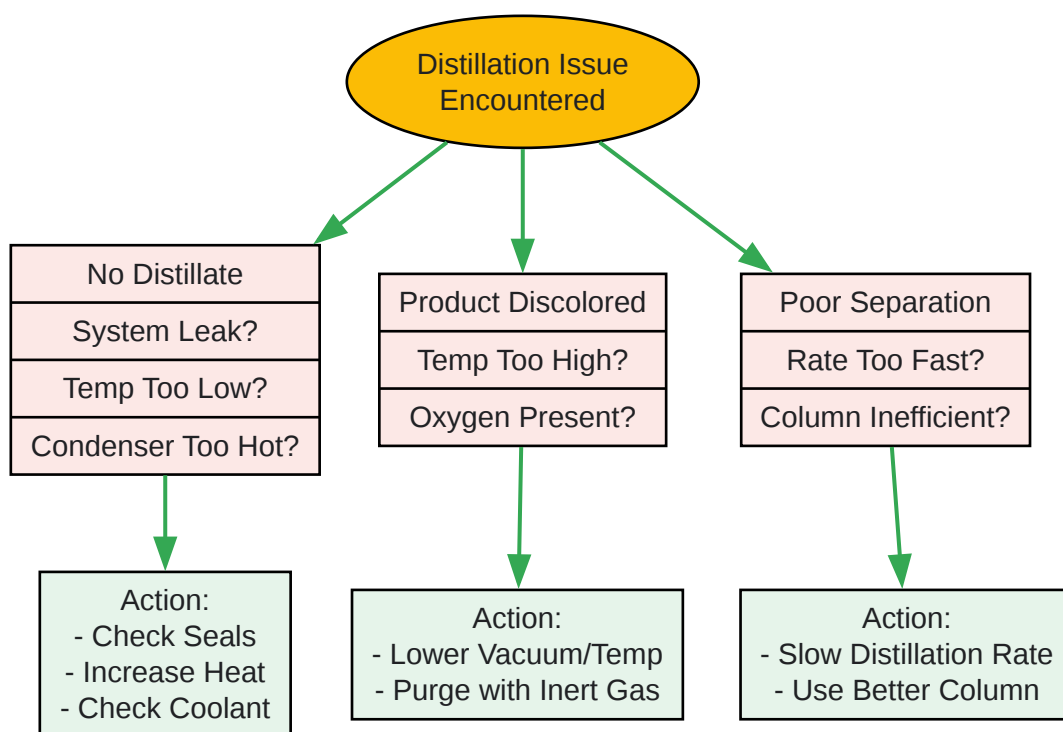 Distillation Issue
Encountered
No Distillate
System Leak?
Temp Too Low?
Condenser Too Hot?
Product Discolored
Temp Too High?
Oxygen Present?
Poor Separation
Rate Too Fast?
Column Inefficient?
Action:
- Check Seals
- Increase Heat
- Check Coolant
Action:
- Lower Vacuum/Temp
- Purge with Inert Gas
Action:
- Slow Distillation Rate
- Use Better Column